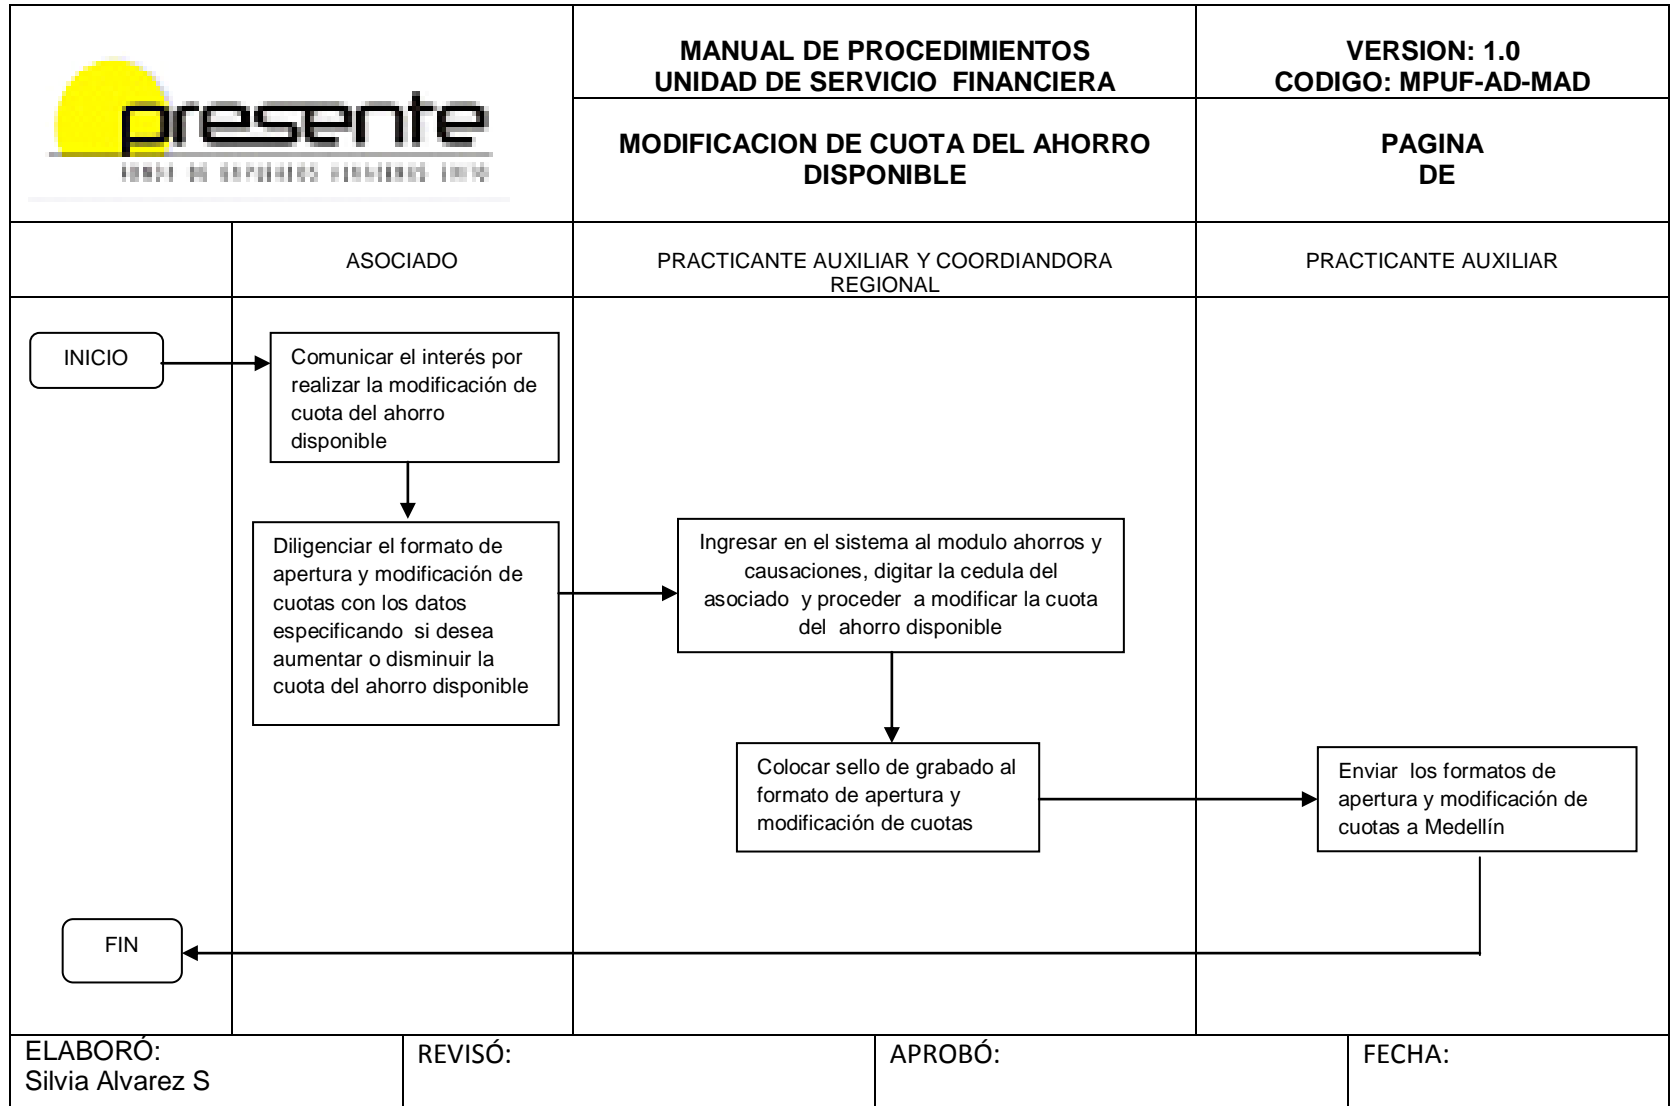 presente
MANUAL DE PROCEDIMIENTOS
UNIDAD DE SERVICIO FINANCIERA
VERSION: 1.0
CODIGO: MPUF-AD-MAD
MODIFICACION DE CUOTA DEL AHORRO
DISPONIBLE
PAGINA
DE
ASOCIADO
PRACTICANTE AUXILIAR Y COORDIANDORA
REGIONAL
PRACTICANTE AUXILIAR
INICIO
Comunicar el interés por
realizar la modificación de
cuota del ahorro
disponible
Diligenciar el formato de
apertura y modificación de
cuotas con los datos
especificando si desea
aumentar o disminuir la
cuota del ahorro disponible
Ingresar en el sistema al modulo ahorros y
causaciones, digitar la cedula del
asociado y proceder a modificar la cuota
del ahorro disponible
Colocar sello de grabado al
formato de apertura y
modificación de cuotas
Enviar los formatos de
apertura y modificación de
cuotas a Medellín
FIN
ELABORÓ:
Silvia Alvarez S
REVISÓ:
APROBÓ:
FECHA: